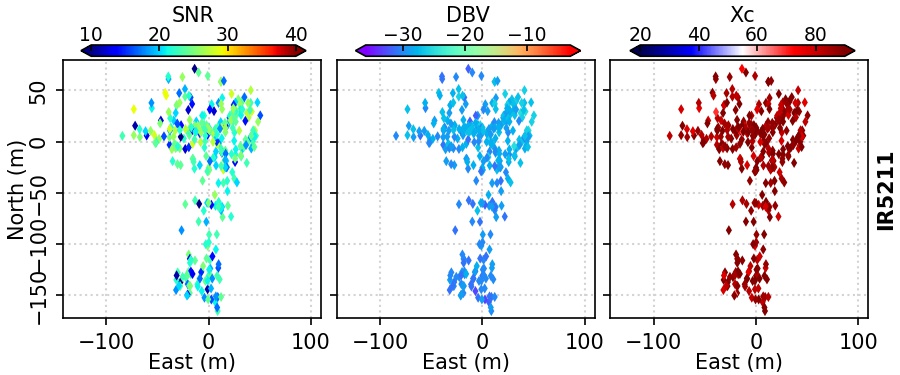 SNR DBV Xc
10 20 30 40 −30 −20 −10 20 40 60 80
50
0
−50
−100
−150
North (m)
IR5211
−100 0 100 −100 0 100 −100 0 100
East (m) East (m) East (m)